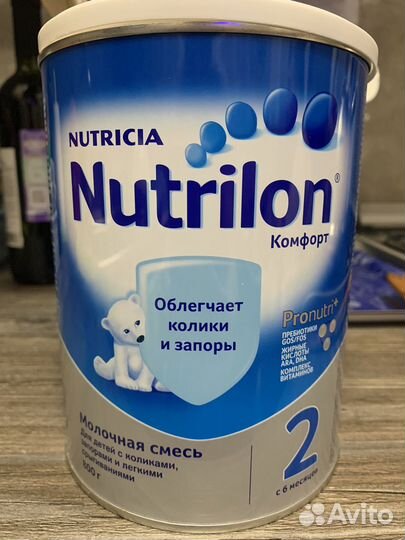 NUTRICIA
Nutrilon®
Комфорт
Облегчает
колики
и запоры
Pronutri+
ПРЕБИОТИКИ
GOS/FOS
ЖИРНЫЕ
КИСЛОТЫ
ARA, DHA
КОМПЛЕКС
ВИТАМИНОВ
Молочная смесь
для детей с коликами,
запорами и легкими
срыгиваниями
800 г
2
с 6 месяцев
Avito